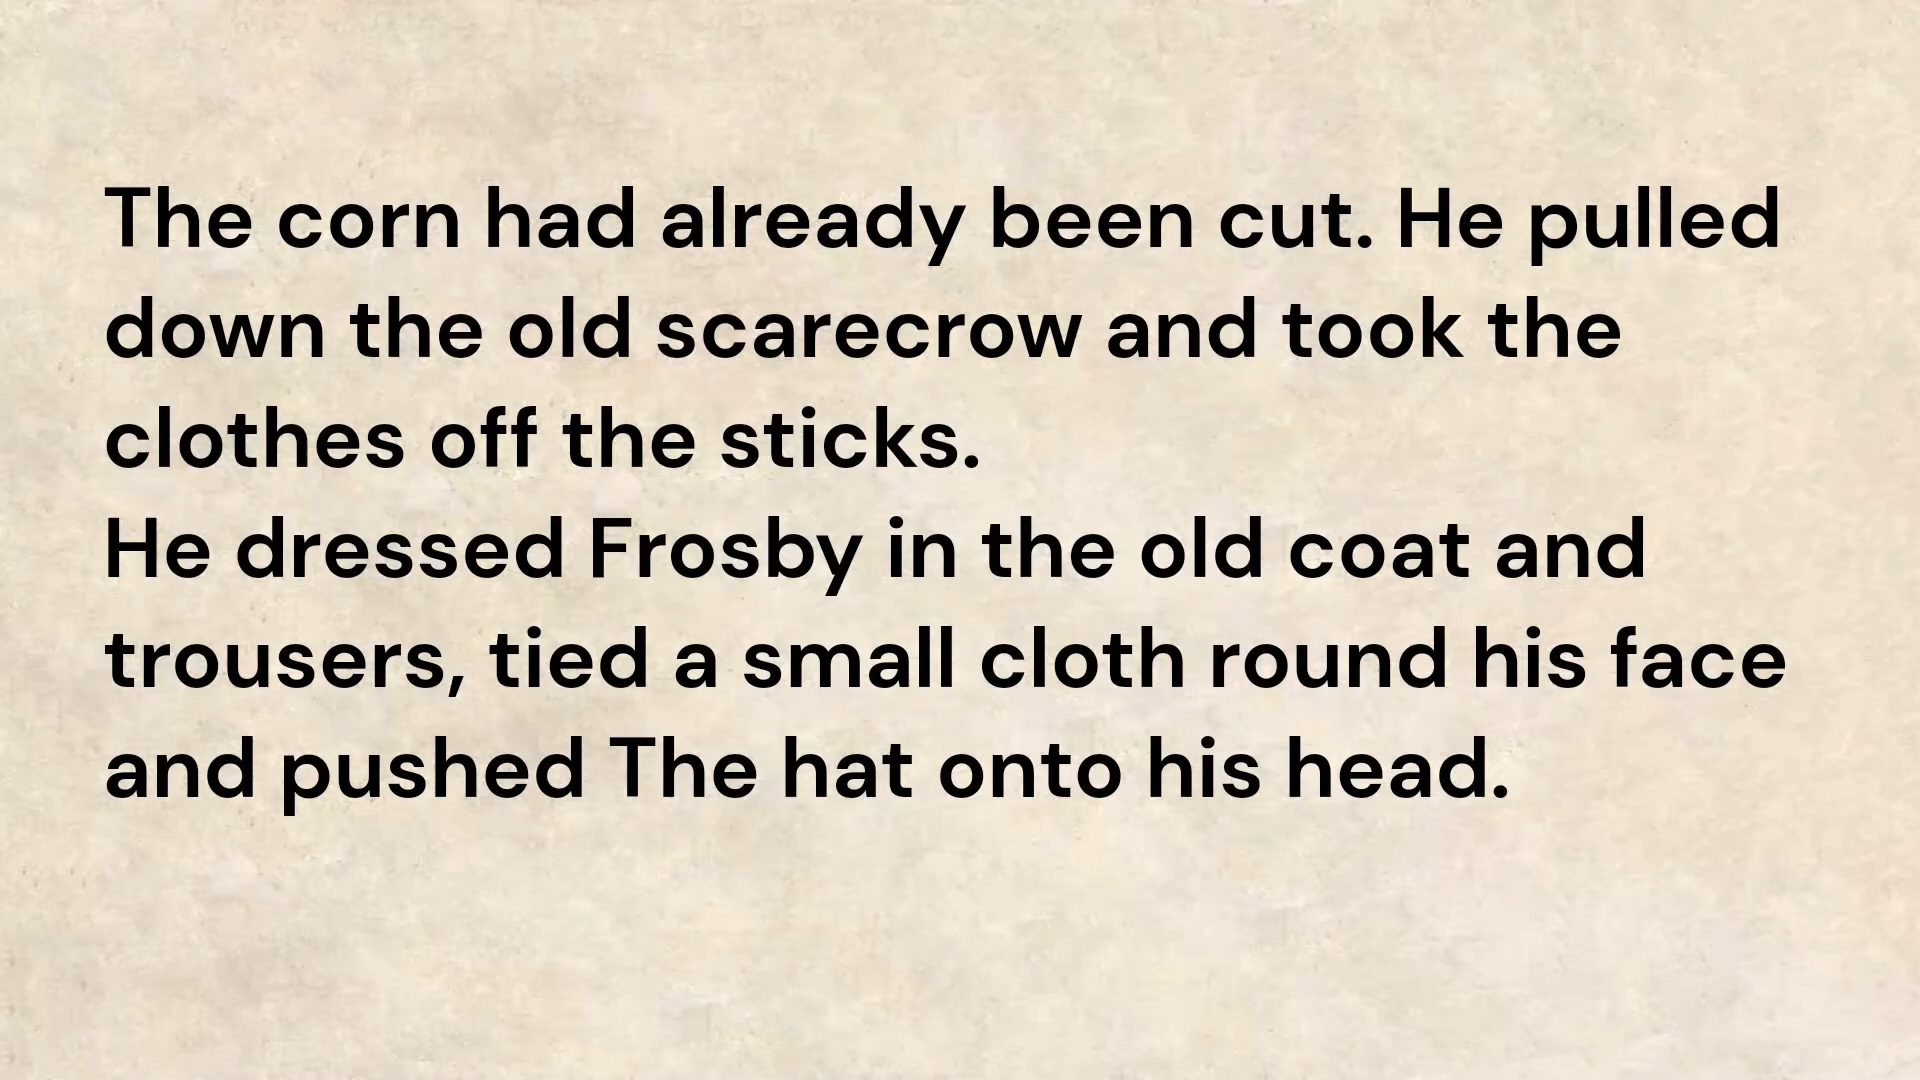 The corn had already been cut. He pulled
down the old scarecrow and took the
clothes off the sticks.
He dressed Frosby in the old coat and
trousers, tied a small cloth round his face
and pushed The hat onto his head.